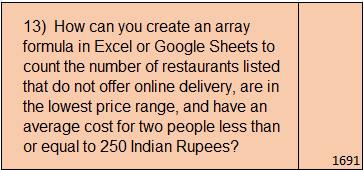 13) How can you create an array
formula in Excel or Google Sheets to
count the number of restaurants listed
that do not offer online delivery, are in
the lowest price range, and have an
average cost for two people less than
or equal to 250 Indian Rupees?
1691